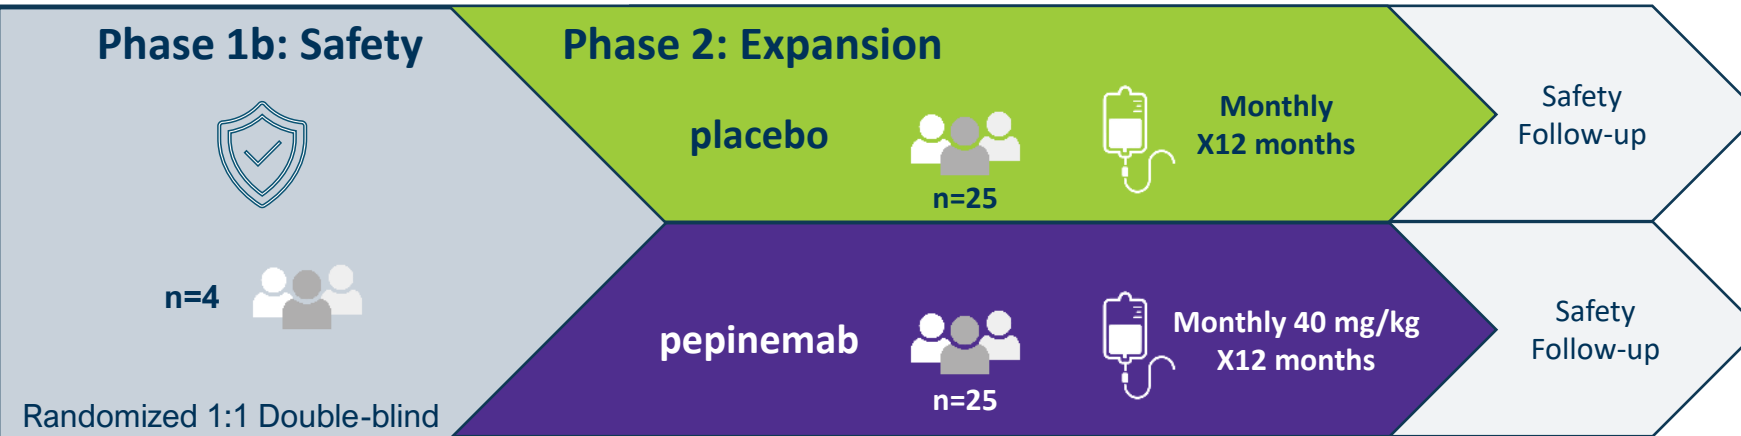 Phase 1b: Safety
n=4
Randomized 1:1 Double-blind
Phase 2: Expansion
placebo
n=25
Monthly
X12 months
Safety
Follow-up
pepinemab
n=25
Monthly 40 mg/kg
X12 months
Safety
Follow-up